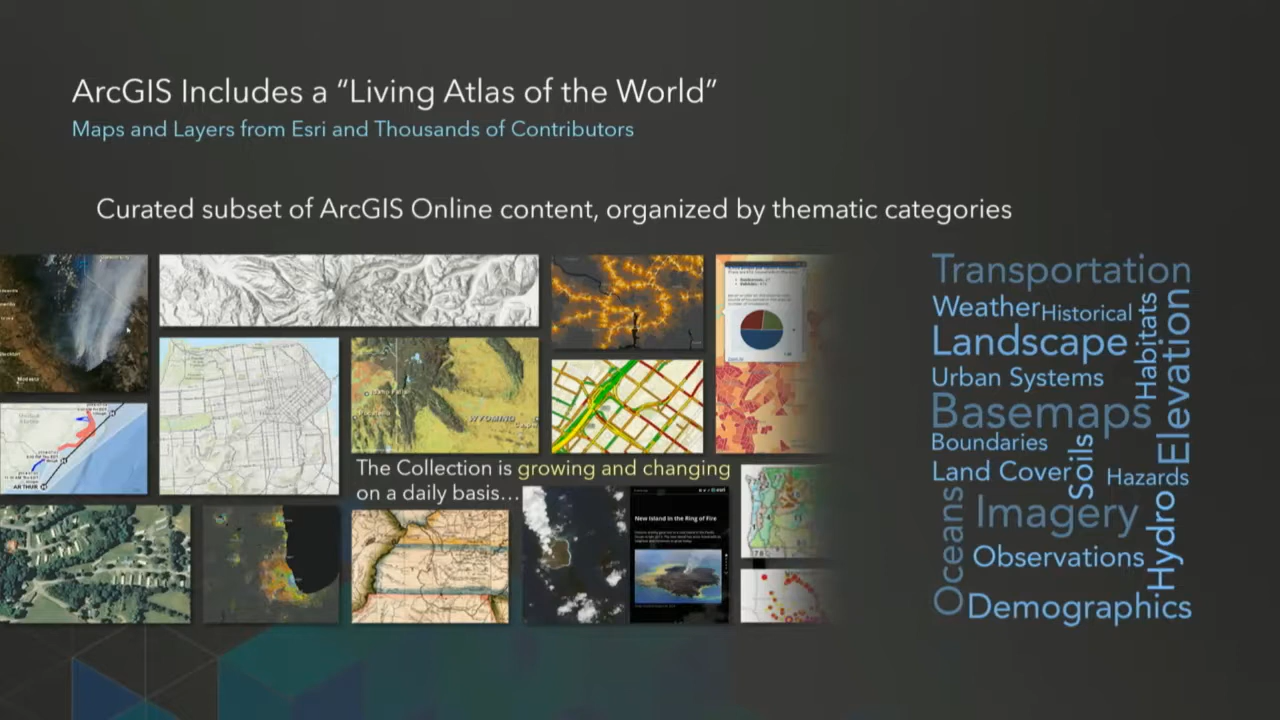 ArcGIS Includes a “Living Atlas of the World”
Maps and Layers from Esri and Thousands of Contributors
Curated subset of ArcGIS Online content, organized by thematic categories
WYOMING
ARTHUR
The Collection is growing and changing
on a daily basis...
New Island in the Ring of Fire
Transportation
Weather
Historical
Landscape
Habitats
Elevation
Urban Systems
Basemaps
Boundaries
Land Cover
Soils
Hazards
Oceans
Imagery
Hydro
Observations
Demographics